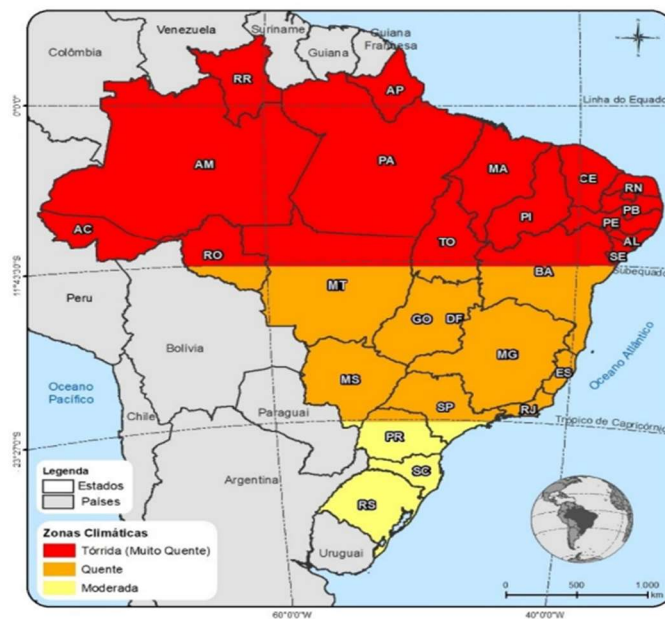 Venezuela
Suriname
Guiana
Francesa
Colômbia
Guiana
RR
AP
0°0'0"
Linha do Equador
AM
PA
MA
CE
RN
PB
PI
PE
AC
TO
AL
RO
SE
BA
11°43'30"S
MT
Peru
GO
DF
Bolívia
MG
Oceano Atlântico
MS
ES
Oceano
Pacífico
SP
RJ
Chile
Paraguai
PR
Trópico de Capricórnio
23°27'0"S
SC
Argentina
RS
Legenda
Estados
Países
Zonas Climáticas
Tórrida (Muito Quente)
Quente
Moderada
Uruguai
0
500
1.000
km
60°0'0"W
40°0'0"W